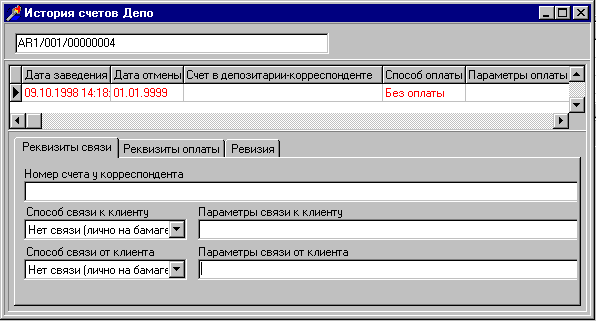 История счетов Депо
AR1/001/00000004
Дата заведения Дата отмены Счет в депозитарии-корреспонденте Способ оплаты Параметры оплаты
09.10.1998 14:18: 01.01.9999 Без оплаты
Реквизиты связи Реквизиты оплаты Ревизия
Номер счета у корреспондента
Способ связи к клиенту Параметры связи к клиенту
Нет связи (лично на бамаге
Способ связи от клиента Параметры связи от клиента
Нет связи (лично на бамаге